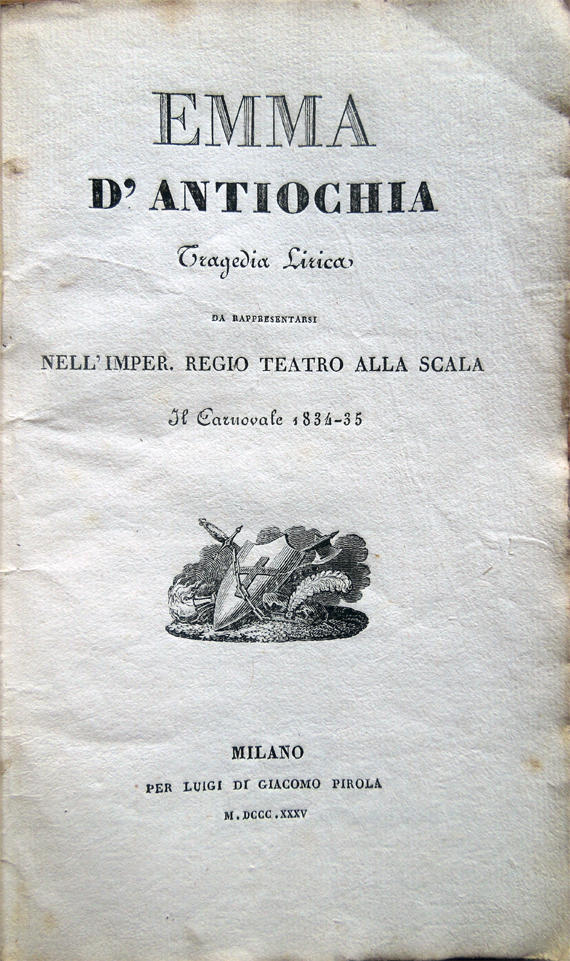 EMMA
D' ANTIOCHIA
Tragedia Lirica
DA RAPPRESENTARSI
NELL' IMPER. REGIO TEATRO ALLA SCALA
Il Carnovale 1834-35
MILANO
PER LUIGI DI GIACOMO PIROLA
M.DCCC.XXXV